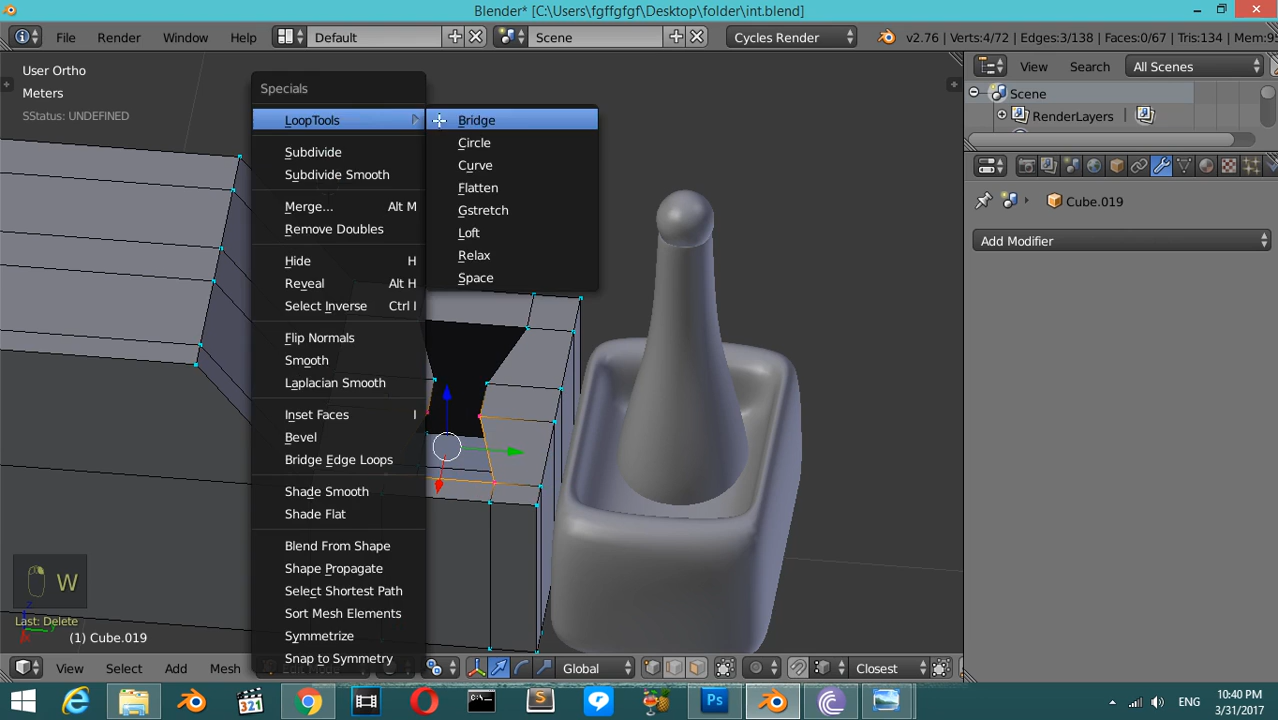 Blender* [C:\Users\fgffgfgf\Desktop\folder\int.blend]
File Render Window Help Default Scene Cycles Render v2.76 | Verts:4/72 | Edges:3/138 | Faces:0/67 | Tris:134 | Mem:9
User Ortho
Meters
SStatus: UNDEFINED
View Search All Scenes
Scene
RenderLayers
Cube.019
Add Modifier
Specials
LoopTools
Subdivide
Subdivide Smooth
Merge... Alt M
Remove Doubles
Hide H
Reveal Alt H
Select Inverse Ctrl I
Flip Normals
Smooth
Laplacian Smooth
Inset Faces I
Bevel
Bridge Edge Loops
Shade Smooth
Shade Flat
Blend From Shape
Shape Propagate
Select Shortest Path
Sort Mesh Elements
Symmetrize
Snap to Symmetry
Bridge
Circle
Curve
Flatten
Gstretch
Loft
Relax
Space
W
Last: Delete
(1) Cube.019
View Select Add Mesh Global Closest
321
Ps
ENG
10:40 PM
3/31/2017